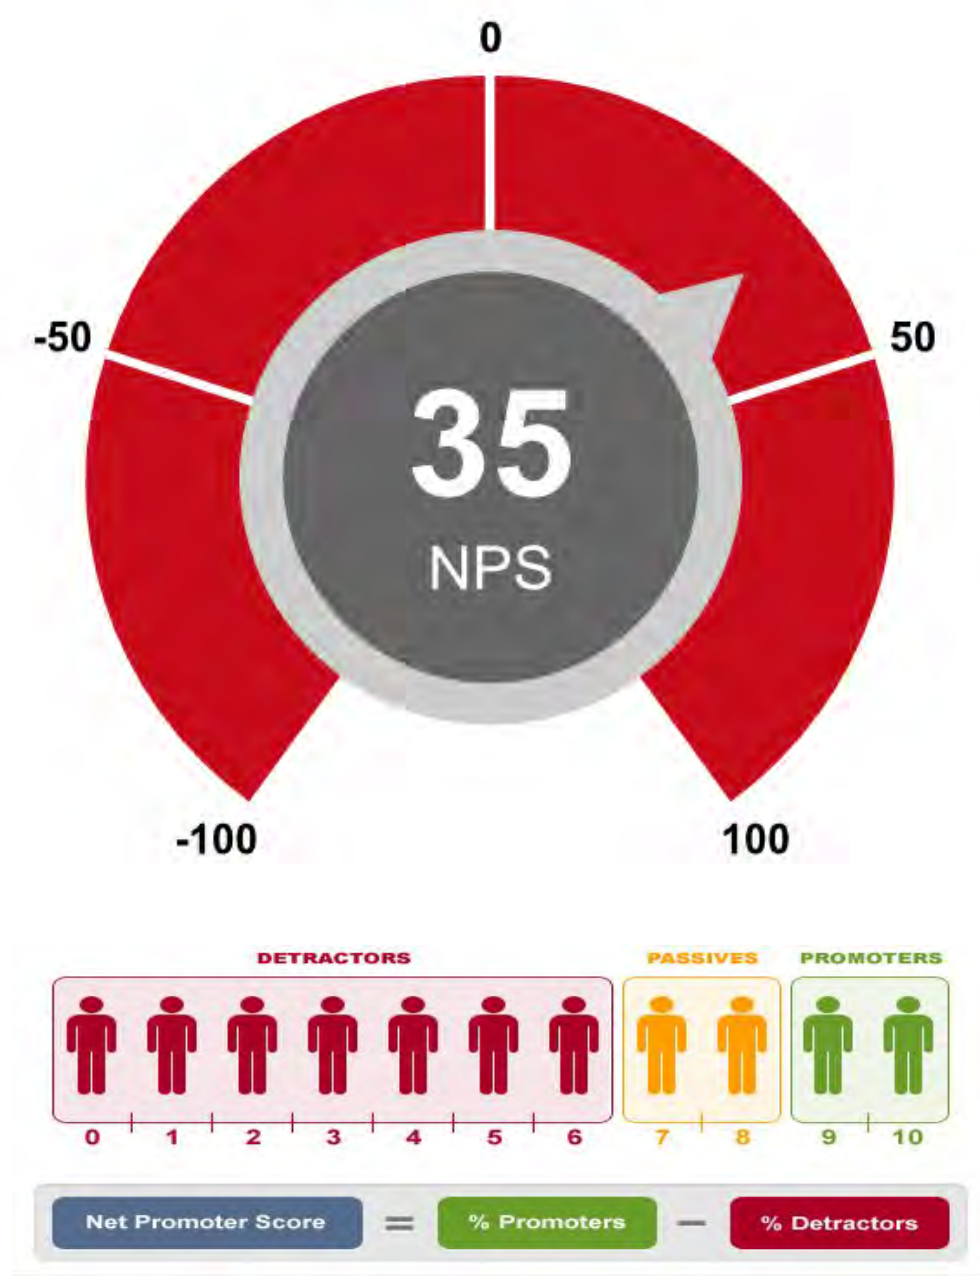 0
-50
50
35
NPS
-100
100
DETRACTORS PASSIVES PROMOTERS
0 1 2 3 4 5 6 7 8 9 10
Net Promoter Score = % Promoters − % Detractors